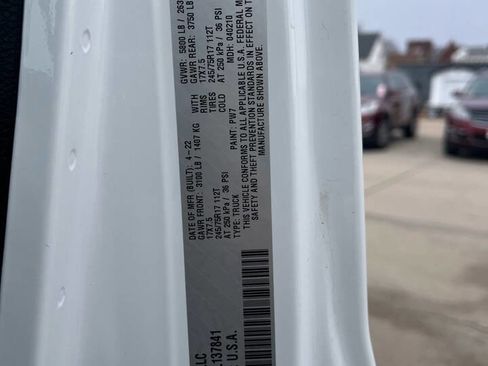 LLC
137841
U.S.A.
DATE OF MFR (BUILT): 4-22 GVWR: 5800 LB / 263
GAWR FRONT: 3100 LB / 1407 KG WITH GAWR REAR: 3750 LB
17X7.5 RIMS 17X7.5
245/75R17 112T TIRES 245/75R17 112T
AT 250 kPa / 36 PSI COLD AT 250 kPa / 36 PSI
TYPE: TRUCK PAINT: PW7 MDH: 040210
THIS VEHICLE CONFORMS TO ALL APPLICABLE U.S.A. FEDERAL M
SAFETY AND THEFT PREVENTION STANDARDS IN EFFECT ON T
MANUFACTURE SHOWN ABOVE.